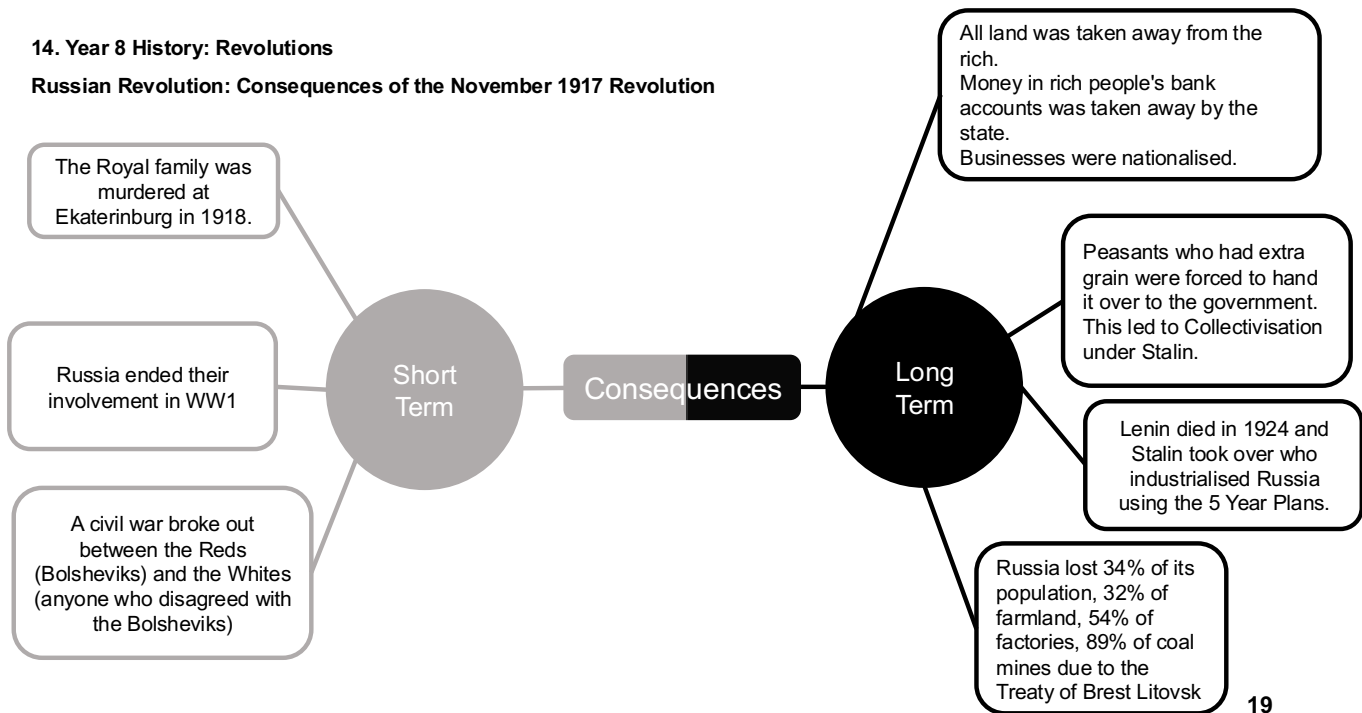 14. Year 8 History: Revolutions
Russian Revolution: Consequences of the November 1917 Revolution
The Royal family was
murdered at
Ekaterinburg in 1918.
Russia ended their
involvement in WW1
A civil war broke out
between the Reds
(Bolsheviks) and the Whites
(anyone who disagreed with
the Bolsheviks)
Short
Term
Consequences
Long
Term
All land was taken away from the
rich.
Money in rich people's bank
accounts was taken away by the
state.
Businesses were nationalised.
Peasants who had extra
grain were forced to hand
it over to the government.
This led to Collectivisation
under Stalin.
Lenin died in 1924 and
Stalin took over who
industrialised Russia
using the 5 Year Plans.
Russia lost 34% of its
population, 32% of
farmland, 54% of
factories, 89% of coal
mines due to the
Treaty of Brest Litovsk
19